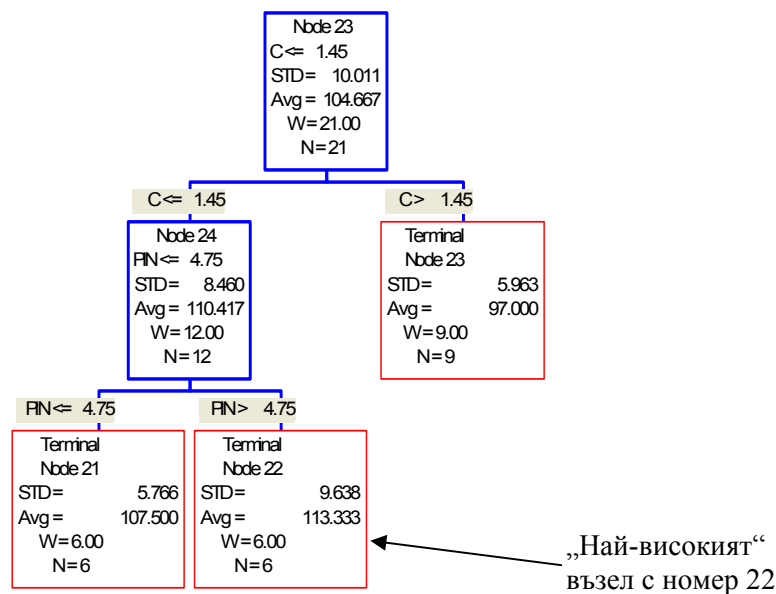 Node 23
C<= 1.45
STD= 10.011
Avg = 104.667
W=21.00
N=21
C<= 1.45
C> 1.45
Node 24
PIN<= 4.75
STD= 8.460
Avg = 110.417
W=12.00
N=12
Terminal
Node 23
STD= 5.963
Avg = 97.000
W=9.00
N=9
PIN<= 4.75
PIN> 4.75
Terminal
Node 21
STD= 5.766
Avg = 107.500
W=6.00
N=6
Terminal
Node 22
STD= 9.638
Avg = 113.333
W=6.00
N=6
„Най-високият“
възел с номер 22